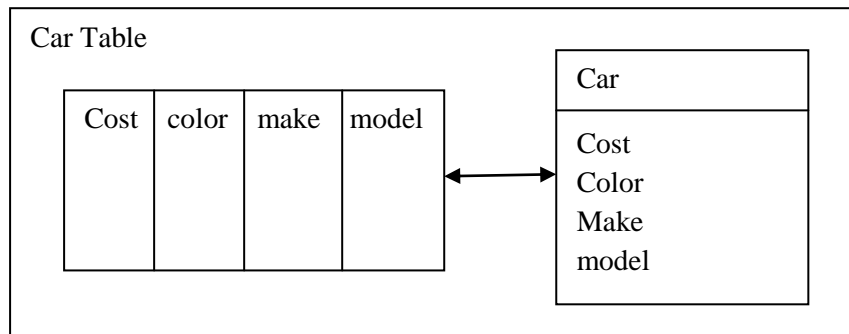 Car Table
Cost color make model
Car
Cost
Color
Make
model